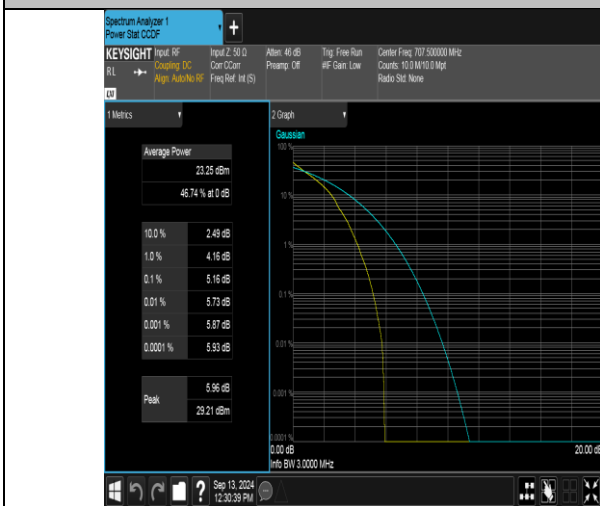 Spectrum Analyzer 1
Power Stat CCDF
+
KEYSIGHT Input: RF Input Z: 50 Ω Atten: 46 dB Trig: Free Run Center Freq: 707.500000 MHz
RL Coupling: DC Corr CCorr Preamp: Off #IF Gain: Low Counts: 10.0 M/10.0 Mpt
Align: Auto/No RF Freq Ref: Int (S) Radio Std: None
LXI
1 Metrics
2 Graph
Gaussian
Average Power
23.25 dBm
46.74 % at 0 dB
10.0 % 2.49 dB
1.0 % 4.16 dB
0.1 % 5.16 dB
0.01 % 5.73 dB
0.001 % 5.87 dB
0.0001 % 5.93 dB
Peak 5.96 dB
29.21 dBm
100 %
10 %
1 %
0.1 %
0.01 %
0.001 %
0.0001 %
0.00 dB 20.00 dB
Info BW 3.0000 MHz
? Sep 13, 2024
12:30:39 PM